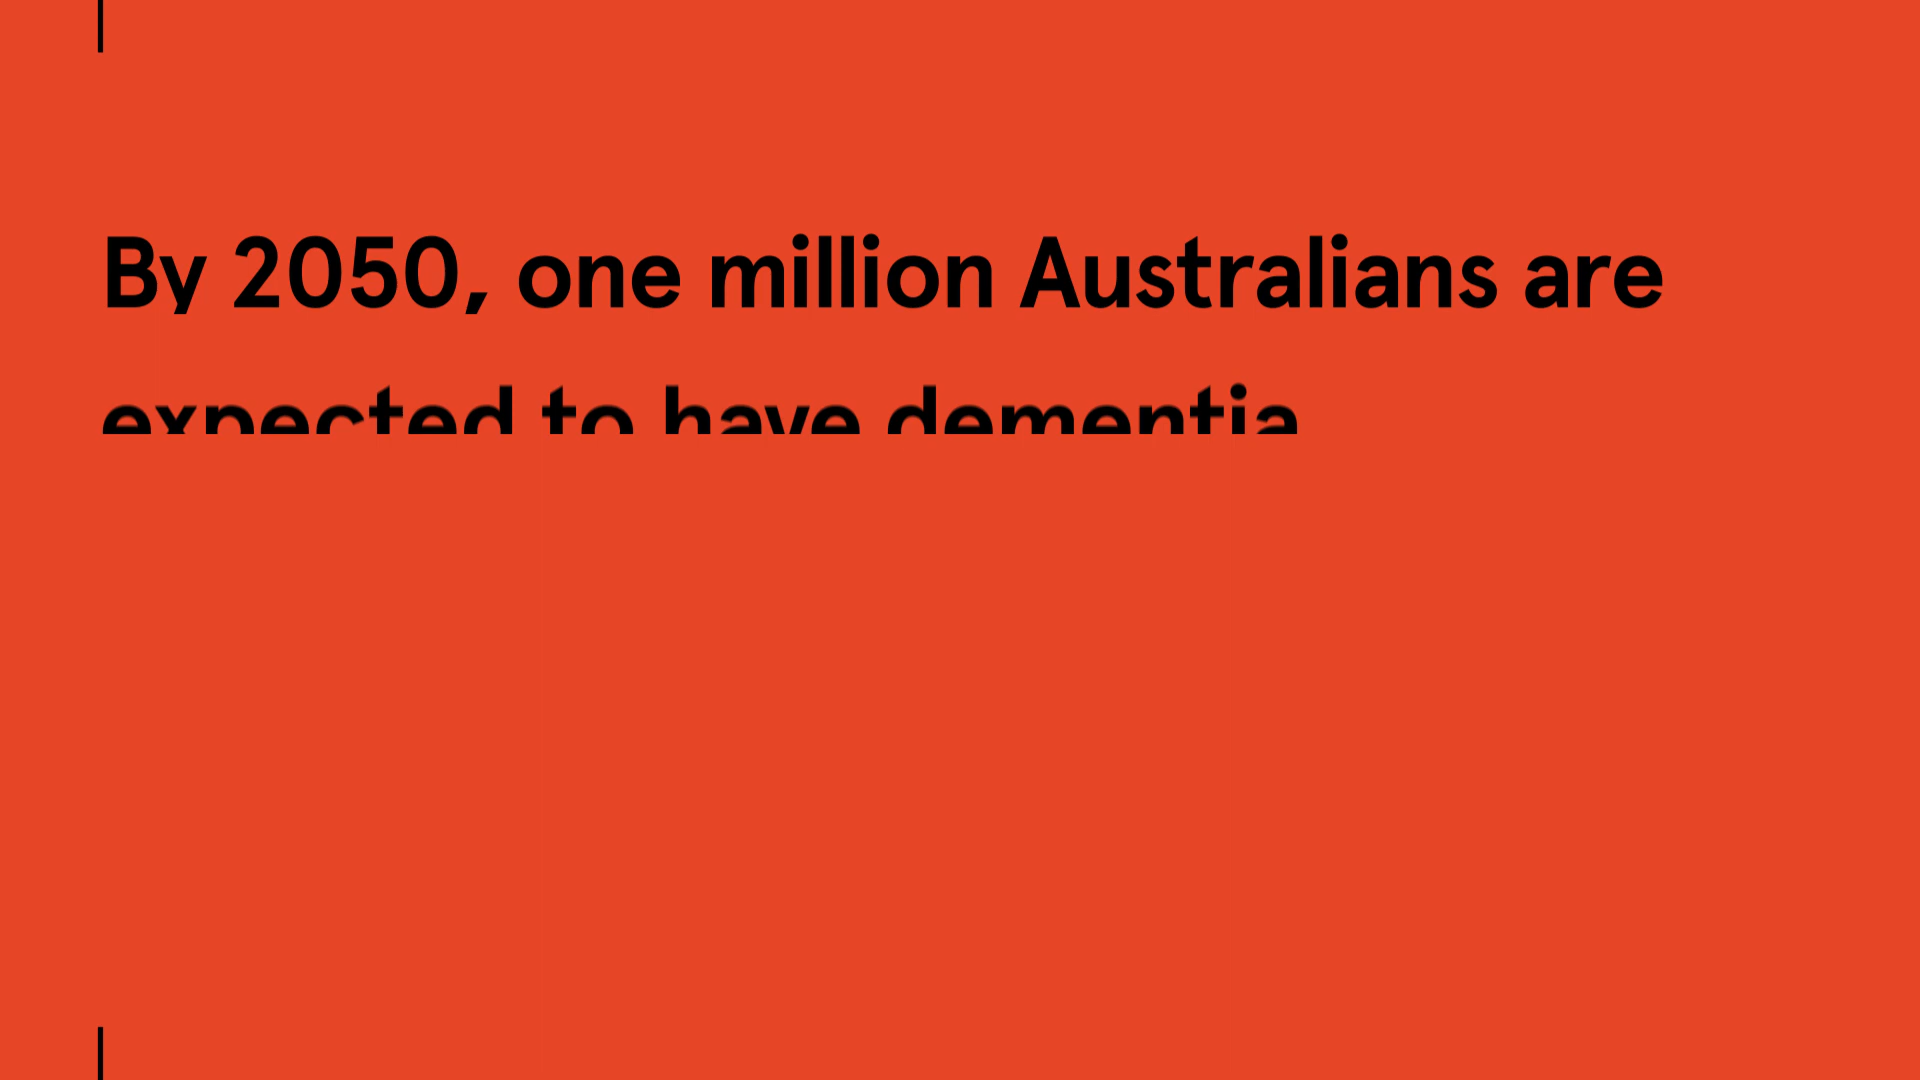 By 2050, one million Australians are
expected to have dementia